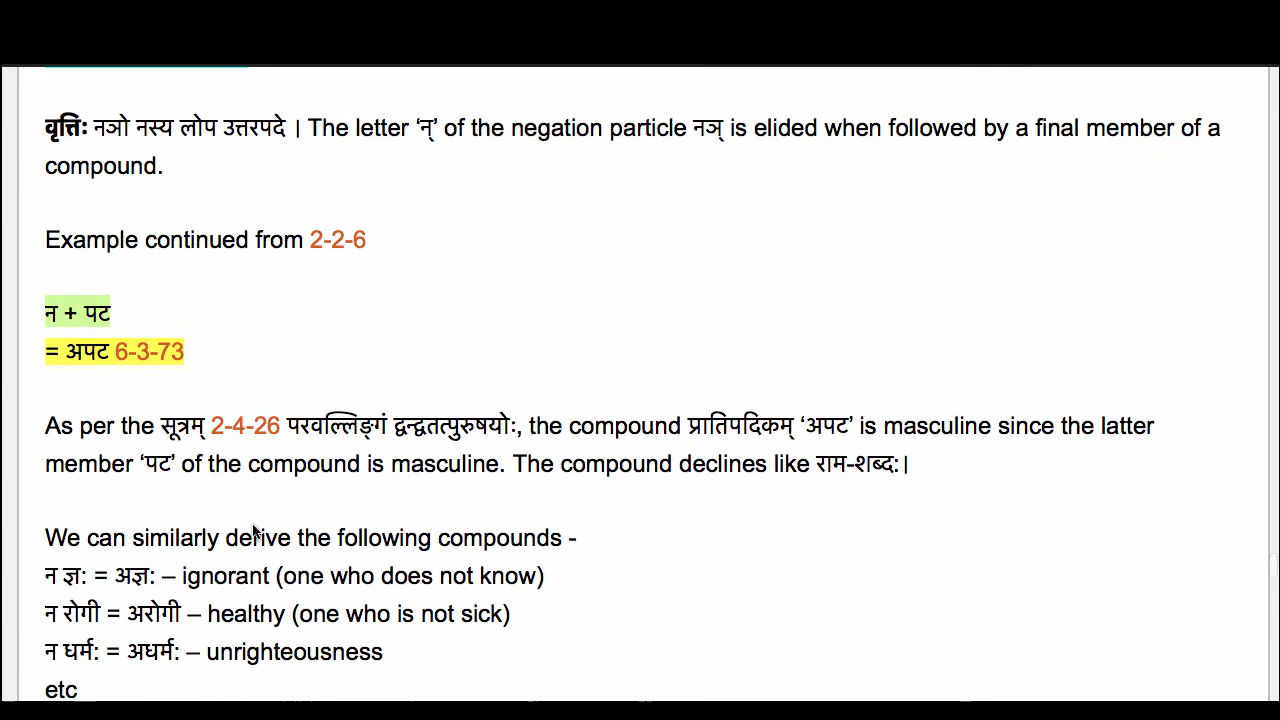 वृत्तिः नञो नस्य लोप उत्तरपदे । The letter ‘न्’ of the negation particle नञ् is elided when followed by a final member of a
compound.
Example continued from 2-2-6
न + पट
= अपट 6-3-73
As per the सूत्रम् 2-4-26 परवल्लिङ्गं द्वन्द्वतत्पुरुषयोः, the compound प्रातिपदिकम् ‘अपट’ is masculine since the latter
member ‘पट’ of the compound is masculine. The compound declines like राम-शब्द:।
We can similarly derive the following compounds -
न ज्ञ: = अज्ञ: – ignorant (one who does not know)
न रोगी = अरोगी – healthy (one who is not sick)
न धर्म: = अधर्म: – unrighteousness
etc